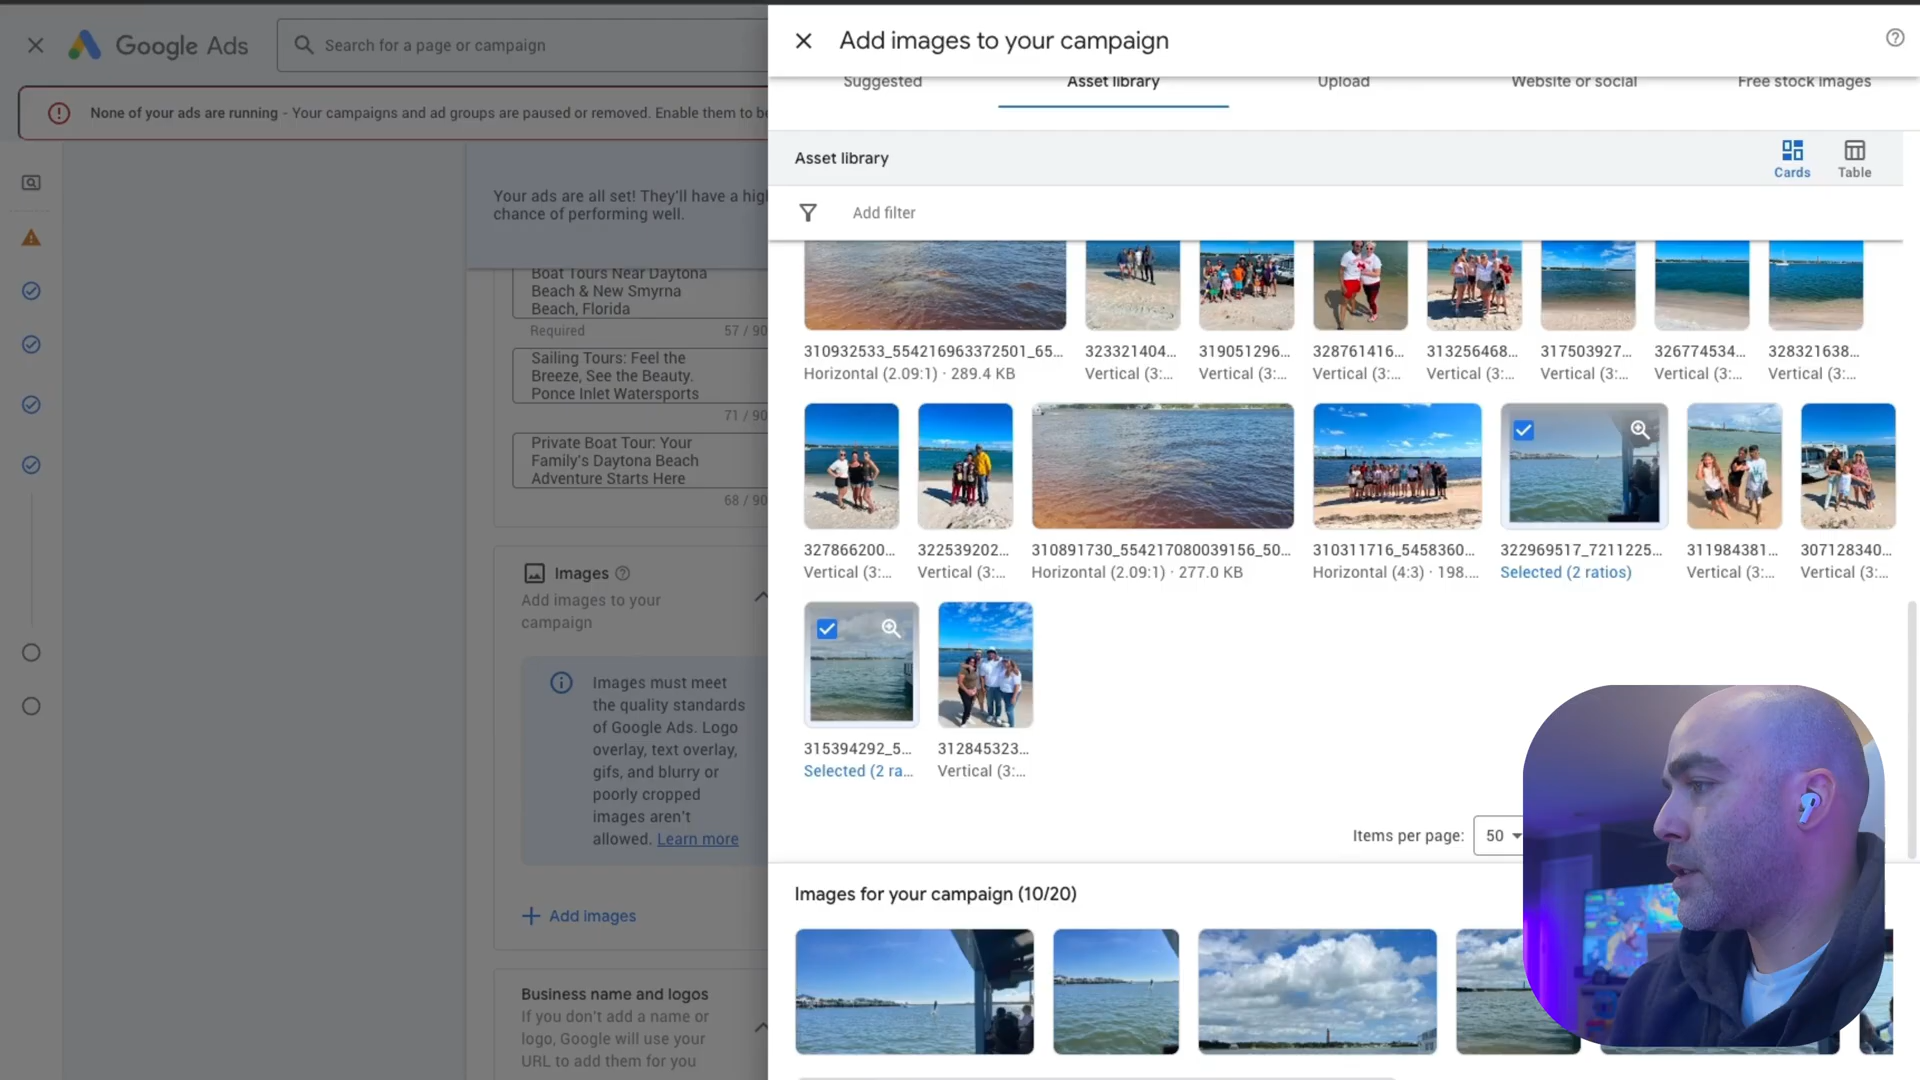 Google Ads
Search for a page or campaign
None of your ads are running - Your campaigns and ad groups are paused or removed. Enable them to be
Your ads are all set! They'll have a hig
chance of performing well.
Boat Tours Near Daytona
Beach & New Smyrna
Beach, Florida
Required
57 / 90
Sailing Tours: Feel the
Breeze, See the Beauty.
Ponce Inlet Watersports
71 / 90
Private Boat Tour: Your
Family's Daytona Beach
Adventure Starts Here
68 / 90
Images
Add images to your
campaign
Images must meet
the quality standards
of Google Ads. Logo
overlay, text overlay,
gifs, and blurry or
poorly cropped
images aren't
allowed. Learn more
Add images
Business name and logos
If you don't add a name or
logo, Google will use your
URL to add them for you
Add images to your campaign
Suggested
Asset library
Upload
Website or social
Free stock images
Asset library
Cards
Table
Add filter
310932533_554216963372501_65...
Horizontal (2.09:1) · 289.4 KB
323321404...
Vertical (3:...
319051296...
Vertical (3:...
328761416...
Vertical (3:...
313256468...
Vertical (3:...
317503927...
Vertical (3:...
326774534...
Vertical (3:...
328321638...
Vertical (3:...
327866200...
Vertical (3:...
322539202...
Vertical (3:...
310891730_554217080039156_50...
Horizontal (2.09:1) · 277.0 KB
310311716_5458360...
Horizontal (4:3) · 198....
322969517_7211225...
Selected (2 ratios)
311984381...
Vertical (3:...
307128340...
Vertical (3:...
315394292_5...
Selected (2 ra...
312845323...
Vertical (3:...
Items per page:
50
Images for your campaign (10/20)